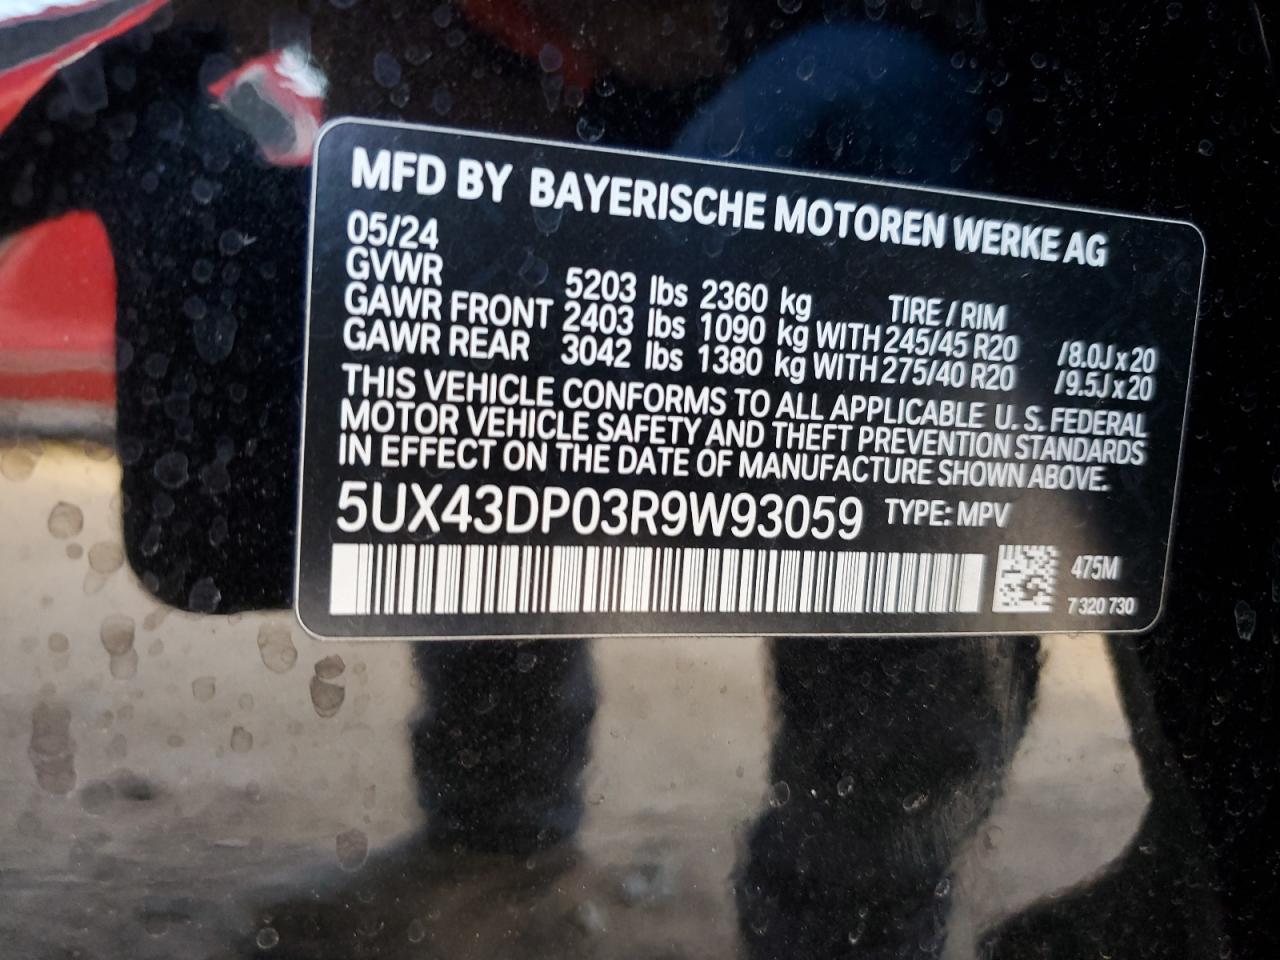 MFD BY BAYERISCHE MOTOREN WERKE AG
05/24
GVWR 5203 lbs 2360 kg TIRE / RIM
GAWR FRONT 2403 lbs 1090 kg WITH 245/45 R20 /8.0J x 20
GAWR REAR 3042 lbs 1380 kg WITH 275/40 R20 /9.5J x 20
THIS VEHICLE CONFORMS TO ALL APPLICABLE U. S. FEDERAL
MOTOR VEHICLE SAFETY AND THEFT PREVENTION STANDARDS
IN EFFECT ON THE DATE OF MANUFACTURE SHOWN ABOVE.
5UX43DP03R9W93059 TYPE: MPV
475M
7 320 730